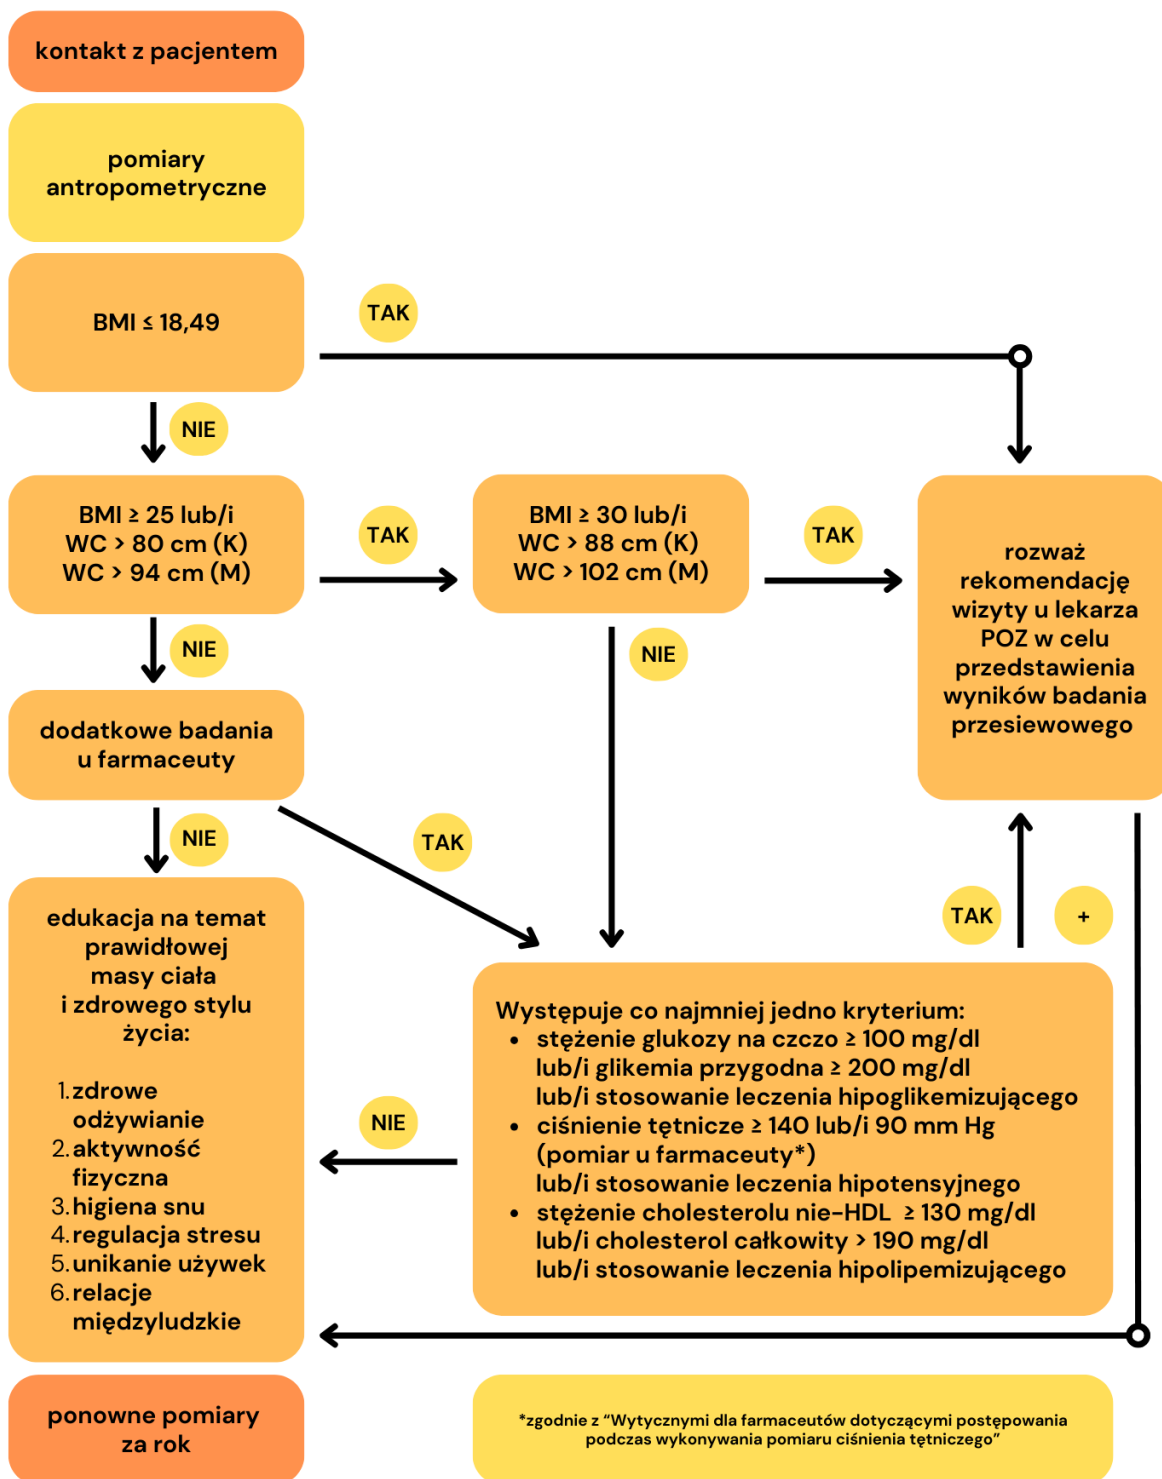 kontakt z pacjentem
pomiary
antropometryczne
BMI ≤ 18,49
TAK
NIE
BMI ≥ 25 lub/i
WC > 80 cm (K)
WC > 94 cm (M)
TAK
BMI ≥ 30 lub/i
WC > 88 cm (K)
WC > 102 cm (M)
TAK
rozważ
rekomendację
wizyty u lekarza
POZ w celu
przedstawienia
wyników badania
przesiewowego
NIE
NIE
dodatkowe badania
u farmaceuty
NIE
TAK
edukacja na temat
prawidłowej
masy ciała
i zdrowego stylu
życia:
1. zdrowe
odżywianie
2. aktywność
fizyczna
3. higiena snu
4. regulacja stresu
5. unikanie używek
6. relacje
międzyludzkie
TAK
+
Występuje co najmniej jedno kryterium:
• stężenie glukozy na czczo ≥ 100 mg/dl
lub/i glikemia przygodna ≥ 200 mg/dl
lub/i stosowanie leczenia hipoglikemizującego
• ciśnienie tętnicze ≥ 140 lub/i 90 mm Hg
(pomiar u farmaceuty*)
lub/i stosowanie leczenia hipotensyjnego
• stężenie cholesterolu nie-HDL ≥ 130 mg/dl
lub/i cholesterol całkowity > 190 mg/dl
lub/i stosowanie leczenia hipolipemizującego
NIE
ponowne pomiary
za rok
*zgodnie z “Wytycznymi dla farmaceutów dotyczącymi postępowania
podczas wykonywania pomiaru ciśnienia tętniczego”